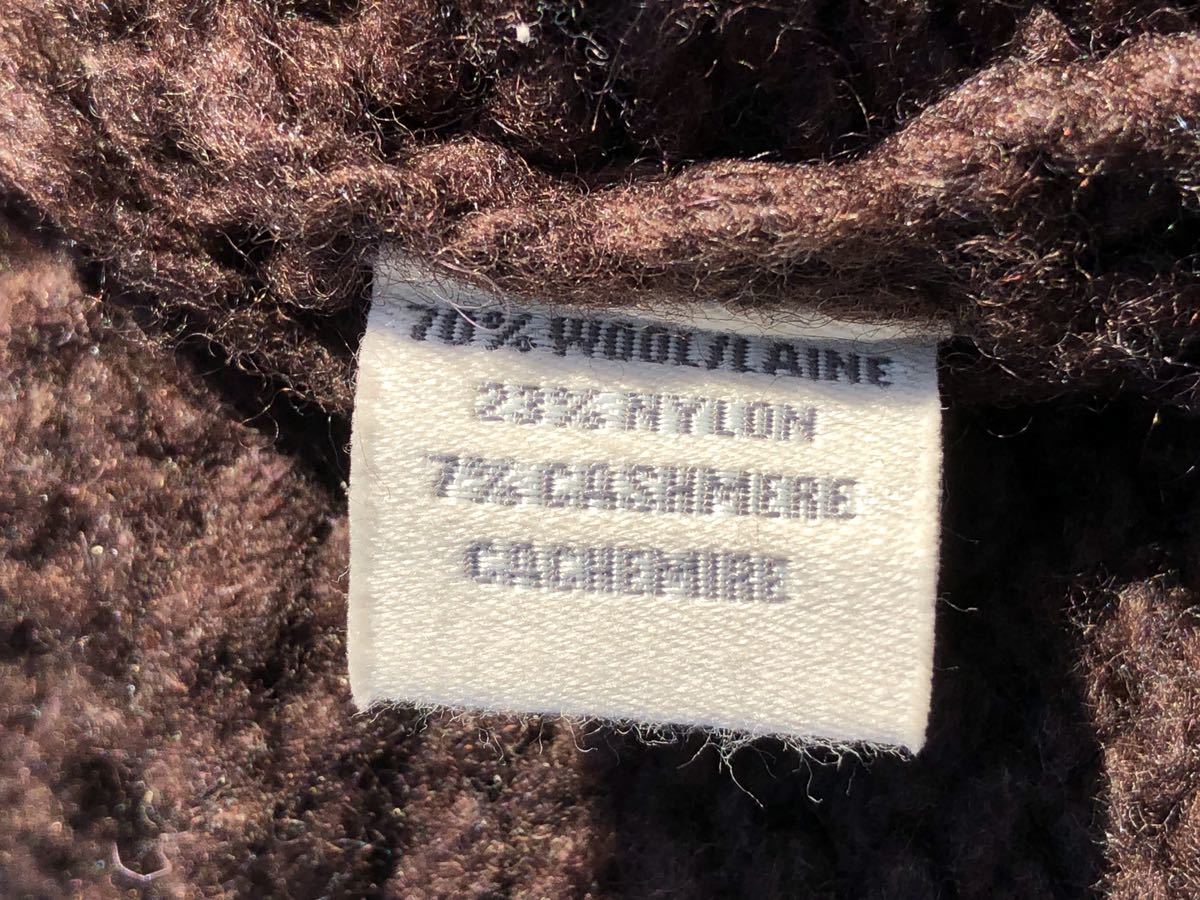 70% WOOL/LAINE
23% NYLON
7% CASHMERE
CACHEMIRE